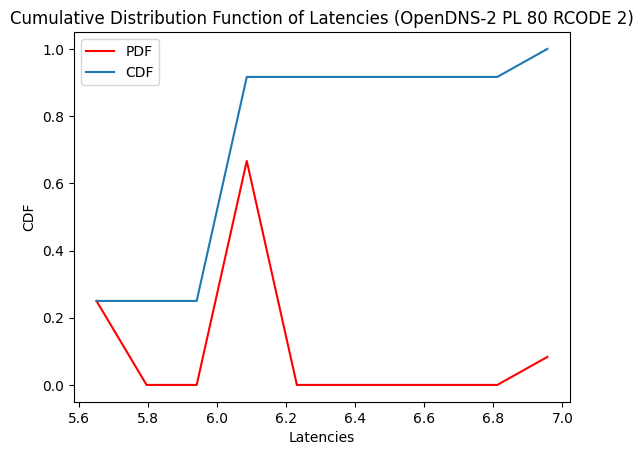 Cumulative Distribution Function of Latencies (OpenDNS-2 PL 80 RCODE 2)
PDF
CDF
1.0
0.8
0.6
0.4
0.2
0.0
CDF
5.6 5.8 6.0 6.2 6.4 6.6 6.8 7.0
Latencies